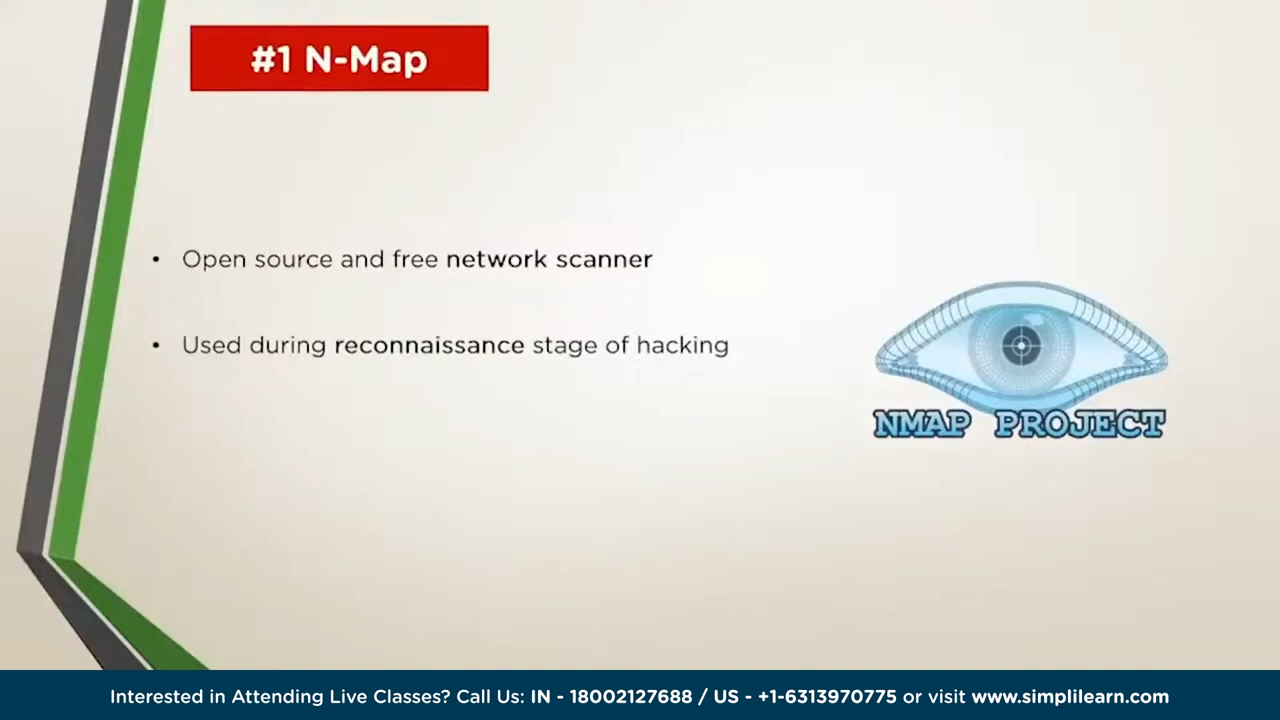 #1 N-Map
• Open source and free network scanner
• Used during reconnaissance stage of hacking
NMAP PROJECT
Interested in Attending Live Classes? Call Us: IN - 18002127688 / US - +1-6313970775 or visit www.simplilearn.com